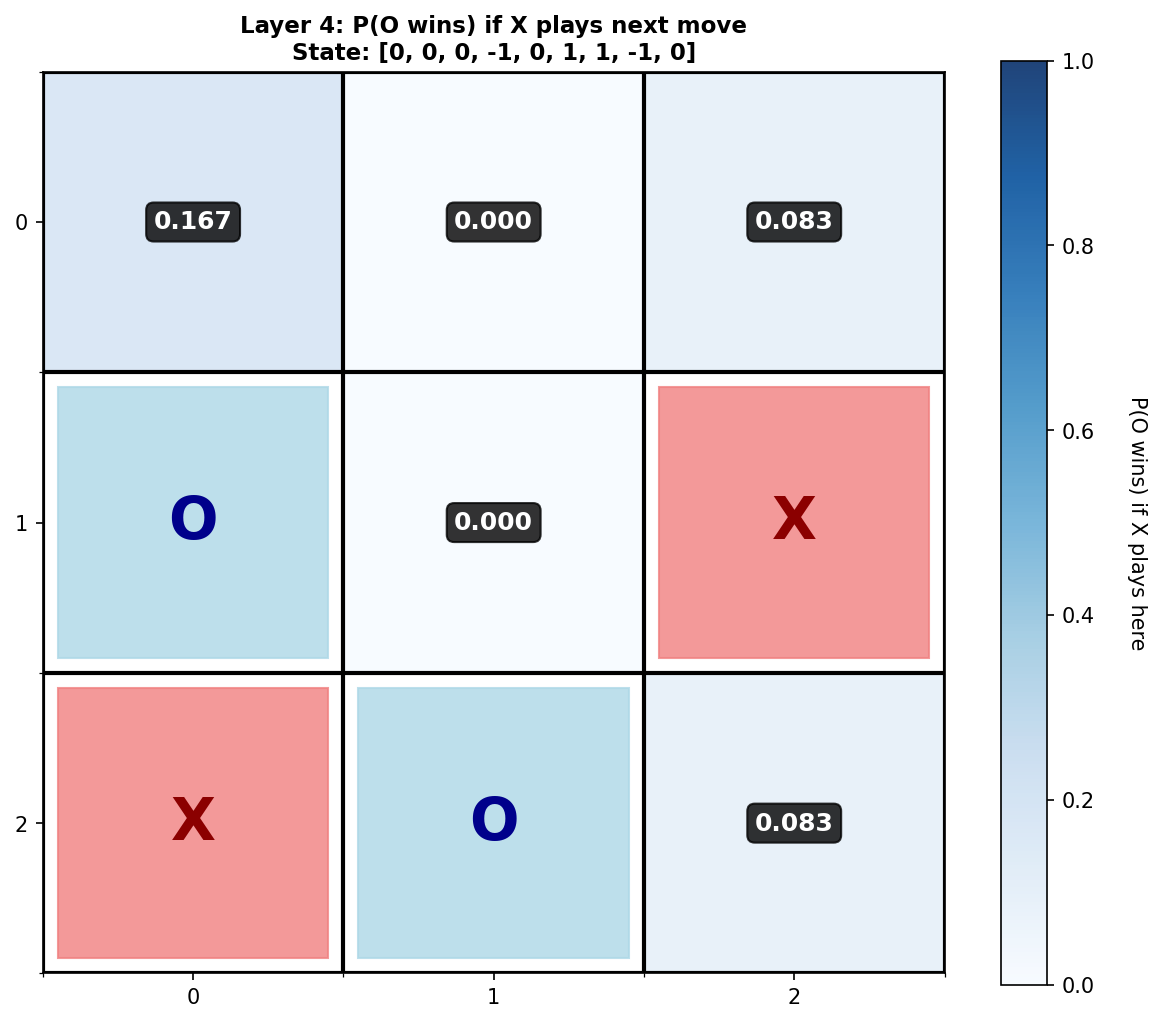 Layer 4: P(O wins) if X plays next move
State: [0, 0, 0, -1, 0, 1, 1, -1, 0]
0
0.167
0.000
0.083
1
O
0.000
X
2
X
O
0.083
0
1
2
1.0
0.8
0.6
0.4
0.2
0.0
P(O wins) if X plays here